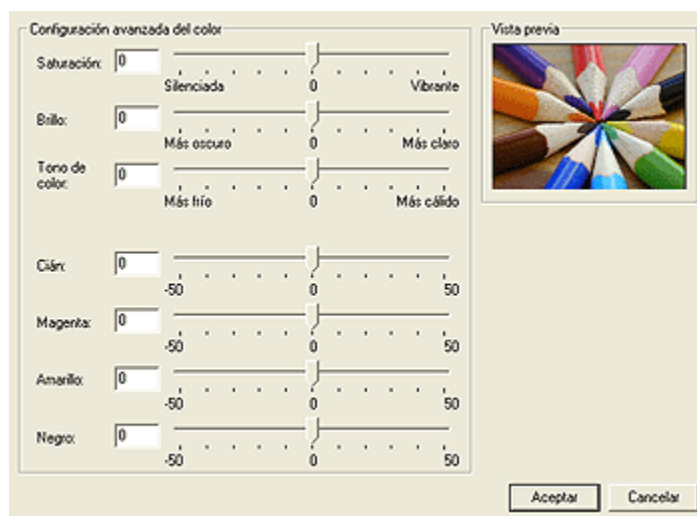 Configuración avanzada del color
Saturación: 0
Silenciada 0 Vibrante
Brillo: 0
Más oscuro 0 Más claro
Tono de
color: 0
Más frío 0 Más cálido
Cián: 0
-50 0 50
Magenta: 0
-50 0 50
Amarillo: 0
-50 0 50
Negro: 0
-50 0 50
Vista previa
Aceptar Cancelar